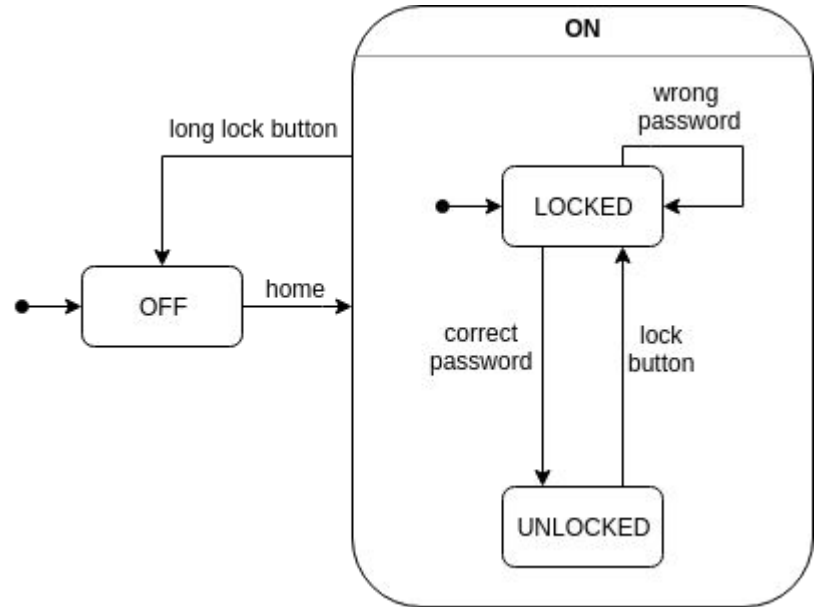 ON
wrong
password
long lock button
LOCKED
OFF
home
correct
password
lock
button
UNLOCKED